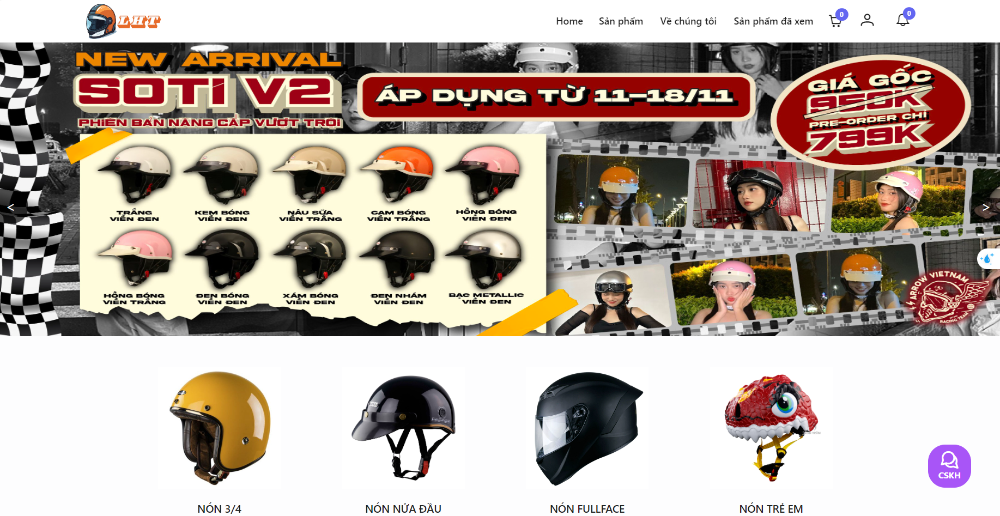 LHT
Home
Sản phẩm
Về chúng tôi
Sản phẩm đã xem
0
0
NEW ARRIVAL
SOTI V2
PHIÊN BẢN NÂNG CẤP VƯỢT TRỘI
ÁP DỤNG TỪ 11-18/11
GIÁ GỐC
950K
PRE-ORDER CHỈ
799K
<
>
TRẮNG
VIỀN ĐEN
KEM BÓNG
VIỀN ĐEN
NÂU SỮA
VIỀN TRẮNG
CAM BÓNG
VIỀN TRẮNG
HỒNG BÓNG
VIỀN ĐEN
HỒNG BÓNG
VIỀN TRẮNG
ĐEN BÓNG
VIỀN ĐEN
XÁM BÓNG
VIỀN ĐEN
ĐEN NHÁM
VIỀN ĐEN
BẠC METALLIC
VIỀN ĐEN
ARROW VIETNAM
RACING TEAM
CSKH
NÓN 3/4
NÓN NỬA ĐẦU
NÓN FULLFACE
NÓN TRẺ EM